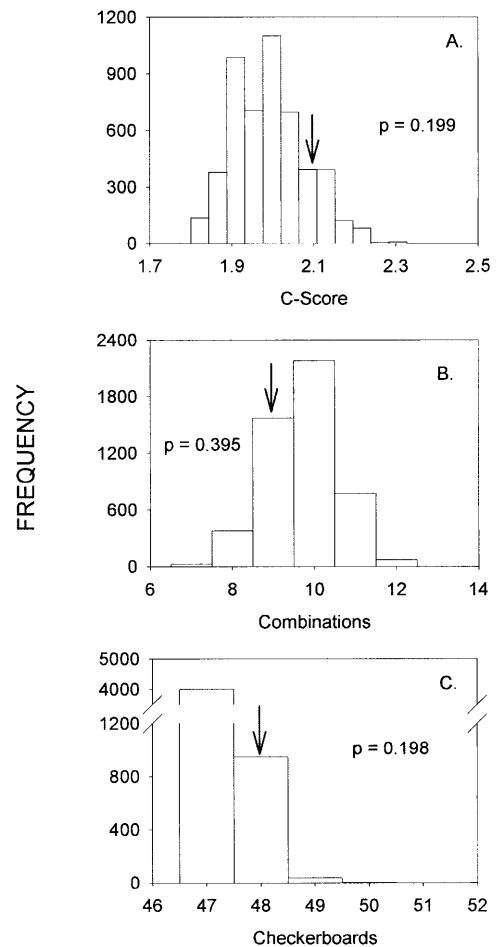 FREQUENCY
1200
900
600
300
0
A.
p = 0.199
1.7 1.9 2.1 2.3 2.5
C-Score
2400
1800
1200
600
0
B.
p = 0.395
6 8 10 12 14
Combinations
5000
4000
1200
800
400
0
C.
p = 0.198
46 47 48 49 50 51 52
Checkerboards